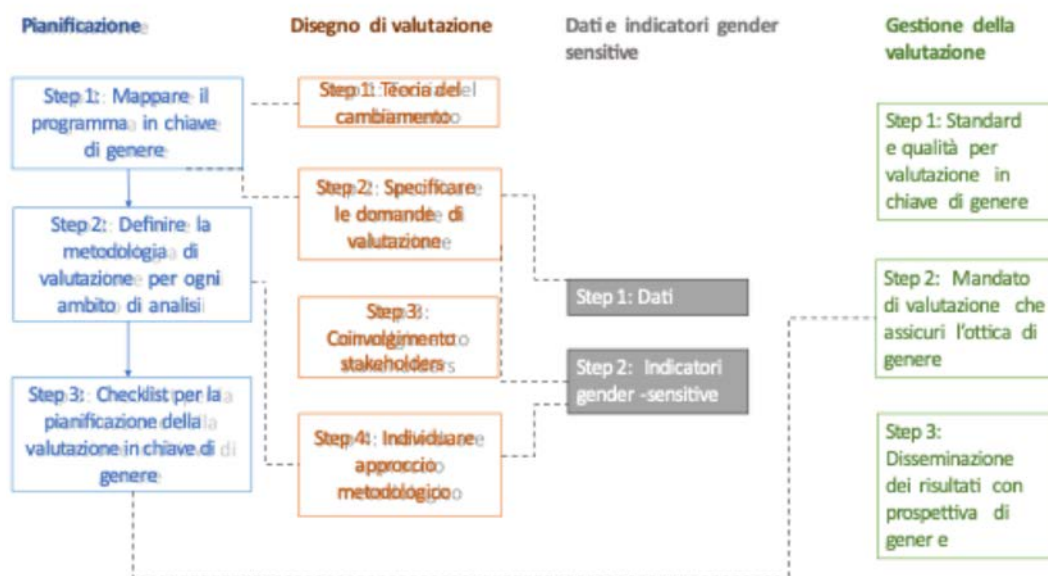 Pianificazione
Step 1: Mappare il
programma in chiave
di genere
Step 2: Definire la
metodologia di
valutazione per ogni
ambito di analisi
Step 3: Checklist per la
pianificazione della
valutazione in chiave di
genere
Disegno di valutazione
Step 1: Teoria del
cambiamento
Step 2: Specificare
le domande di
valutazione
Step 3:
Coinvolgimento
stakeholders
Step 4: Individuare
approccio
metodologico
Dati e indicatori gender
sensitive
Step 1: Dati
Step 2: Indicatori
gender -sensitive
Gestione della
valutazione
Step 1: Standard
e qualità per
valutazione in
chiave di genere
Step 2: Mandato
di valutazione che
assicuri l'ottica di
genere
Step 3:
Disseminazione
dei risultati con
prospettiva di
gener e